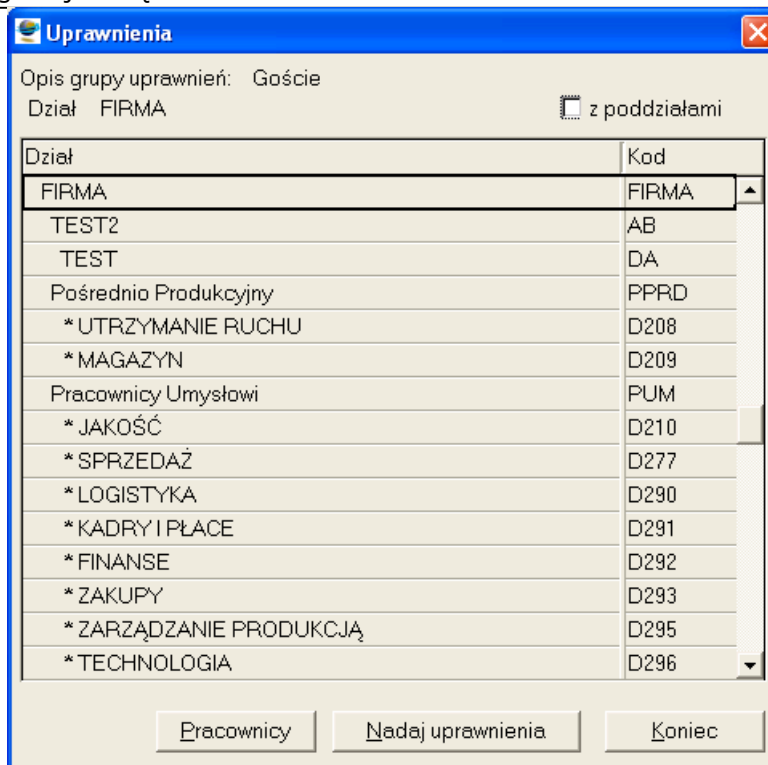 Uprawnienia
Opis grupy uprawnień: Goście
Dział FIRMA z poddziałami
Dział Kod
FIRMA FIRMA
TEST2 AB
TEST DA
Pośrednio Produkcyjny PPRD
* UTRZYMANIE RUCHU D208
* MAGAZYN D209
Pracownicy Umysłowi PUM
* JAKOŚĆ D210
* SPRZEDAŻ D277
* LOGISTYKA D290
* KADRY I PŁACE D291
* FINANSE D292
* ZAKUPY D293
* ZARZĄDZANIE PRODUKCJĄ D295
* TECHNOLOGIA D296
Pracownicy Nadaj uprawnienia Koniec